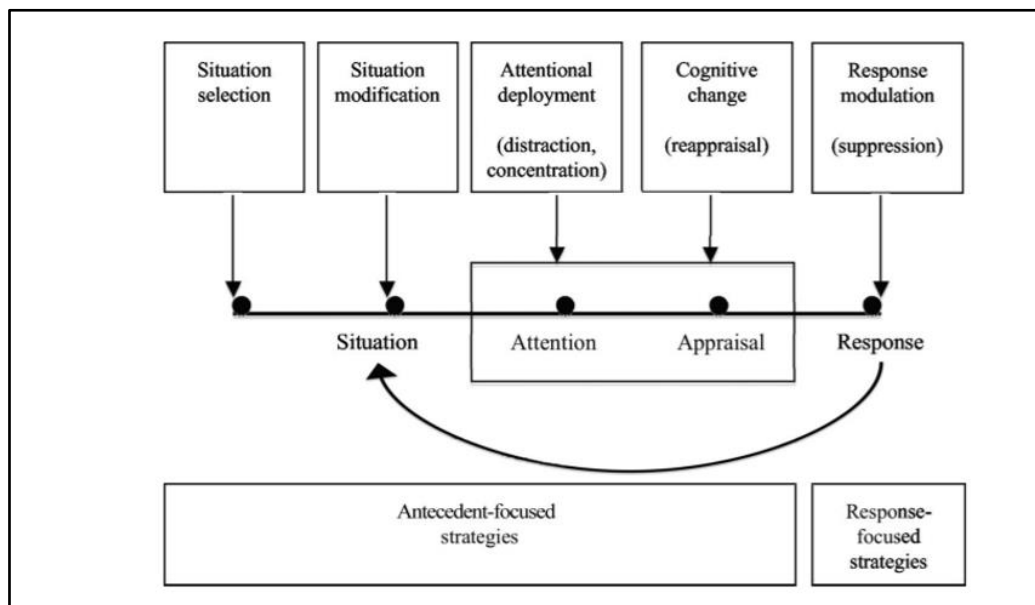 Situation
selection
Situation
modification
Attentional
deployment
(distraction,
concentration)
Cognitive
change
(reappraisal)
Response
modulation
(suppression)
Situation
Attention
Appraisal
Response
Antecedent-focused
strategies
Response-
focused
strategies